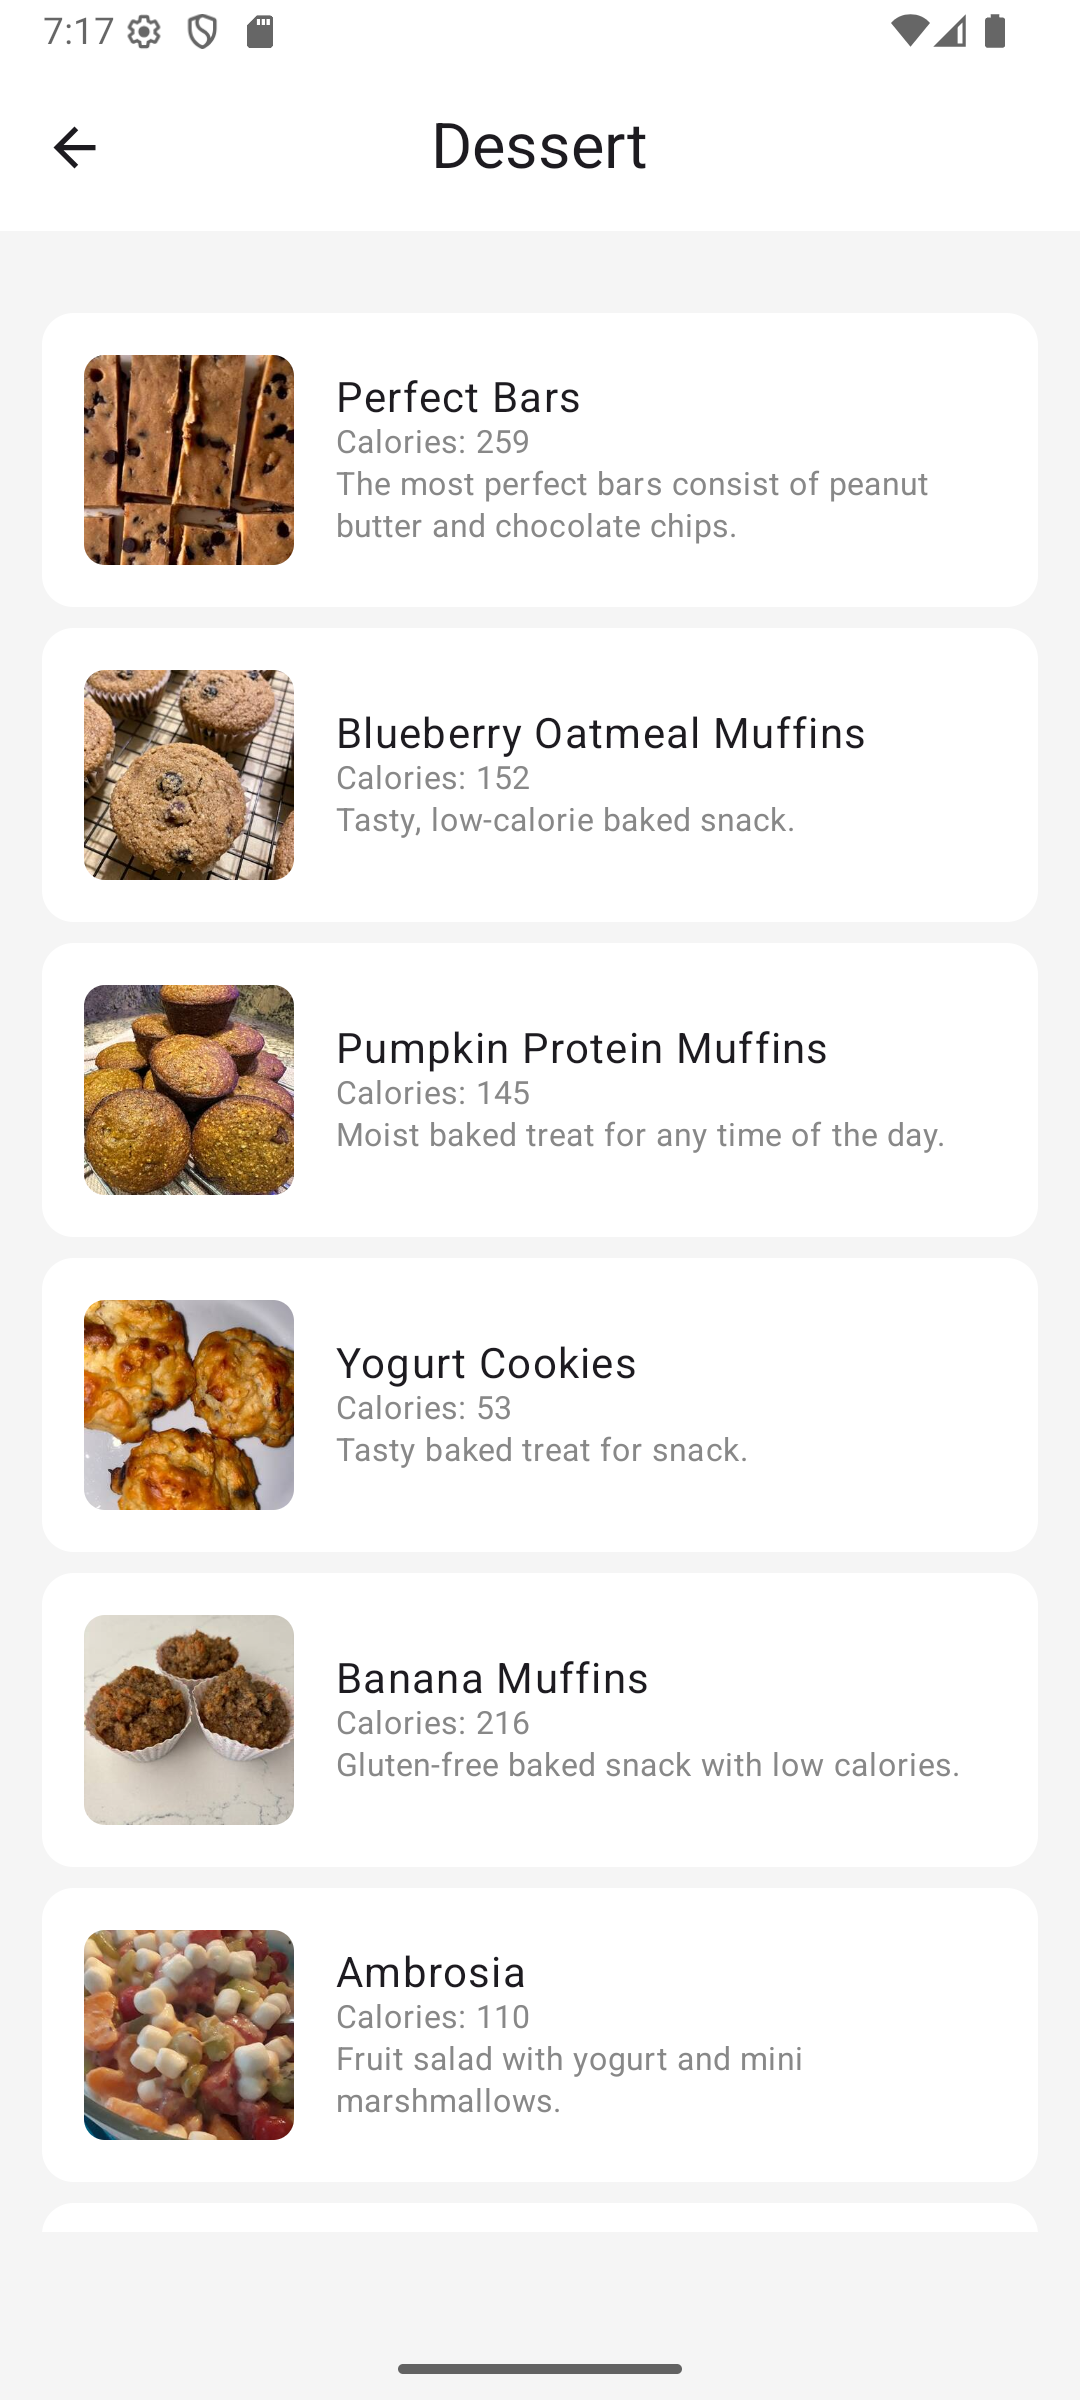 7:17
Dessert
Perfect Bars
Calories: 259
The most perfect bars consist of peanut
butter and chocolate chips.
Blueberry Oatmeal Muffins
Calories: 152
Tasty, low-calorie baked snack.
Pumpkin Protein Muffins
Calories: 145
Moist baked treat for any time of the day.
Yogurt Cookies
Calories: 53
Tasty baked treat for snack.
Banana Muffins
Calories: 216
Gluten-free baked snack with low calories.
Ambrosia
Calories: 110
Fruit salad with yogurt and mini
marshmallows.